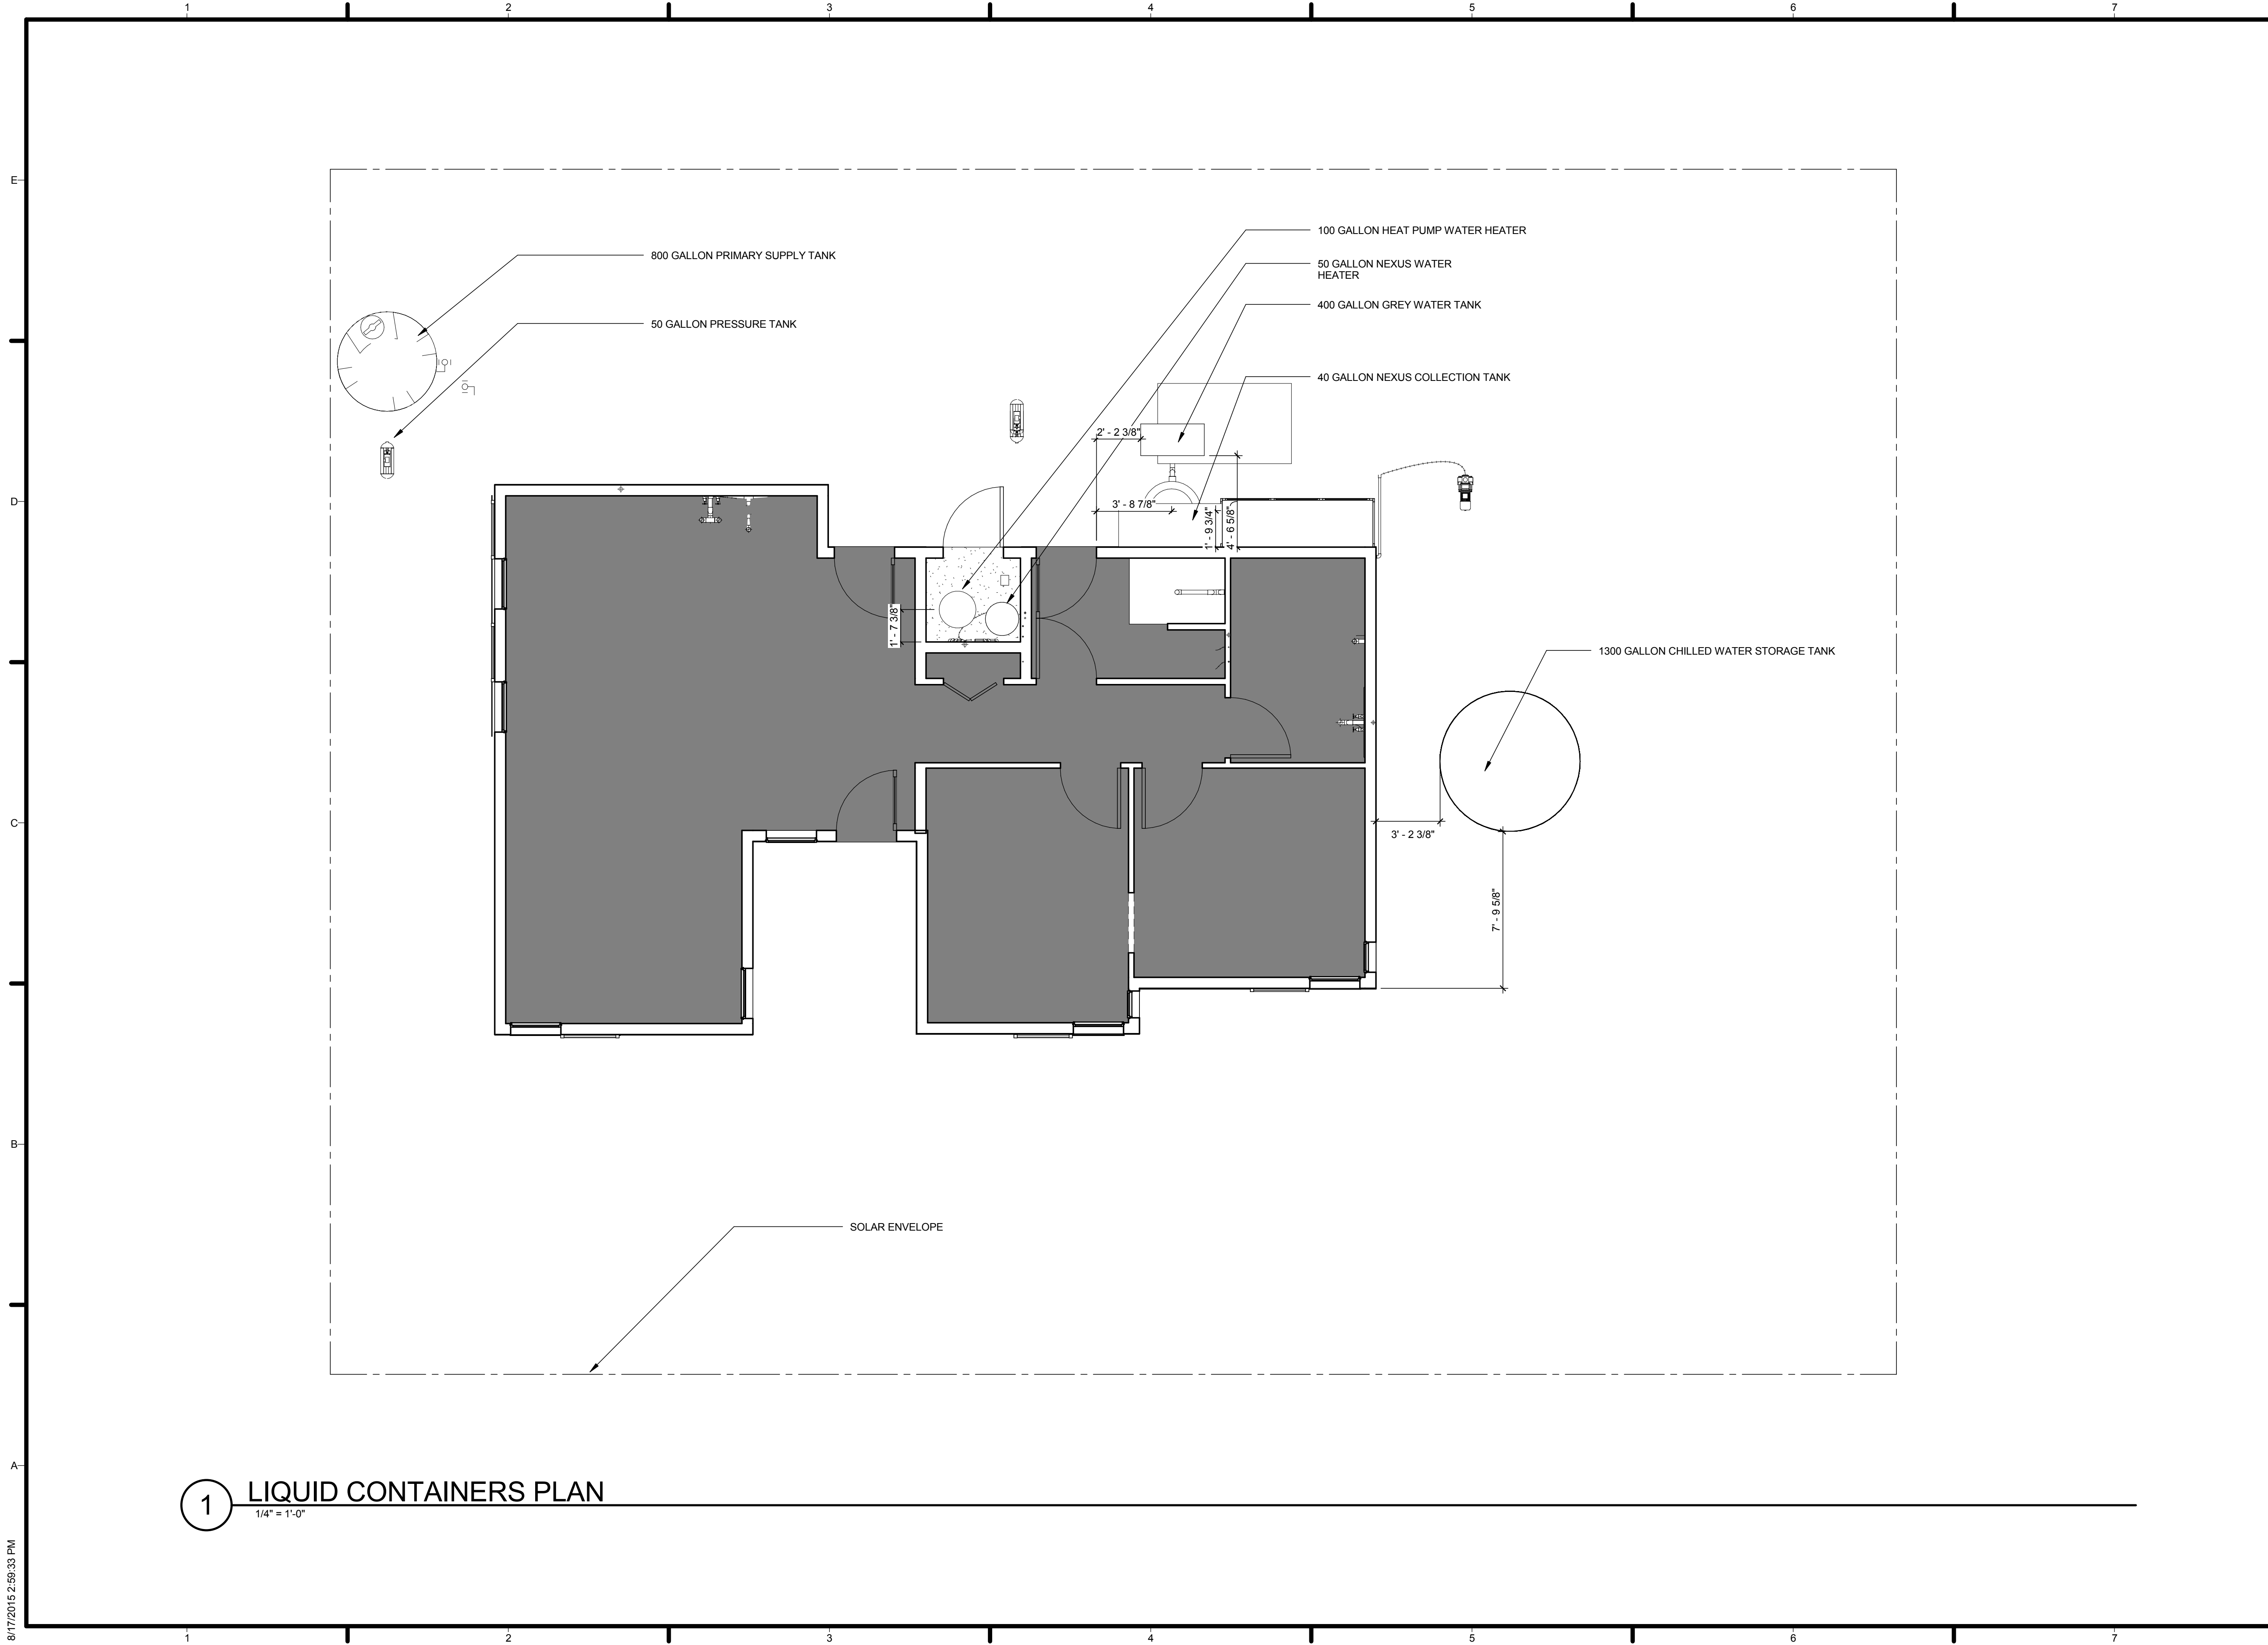 1 2 3 4 5 6 7
E
100 GALLON HEAT PUMP WATER HEATER
800 GALLON PRIMARY SUPPLY TANK
50 GALLON NEXUS WATER
HEATER
400 GALLON GREY WATER TANK
50 GALLON PRESSURE TANK
40 GALLON NEXUS COLLECTION TANK
2' - 2 3/8"
D
3' - 8 7/8"
1' - 9 3/4"
4' - 6 5/8"
1' - 7 3/8"
1300 GALLON CHILLED WATER STORAGE TANK
C
3' - 2 3/8"
7' - 9 5/8"
B
SOLAR ENVELOPE
A
1
LIQUID CONTAINERS PLAN
1/4" = 1'-0"
8/17/2015 2:59:33 PM
1 2 3 4 5 6 7